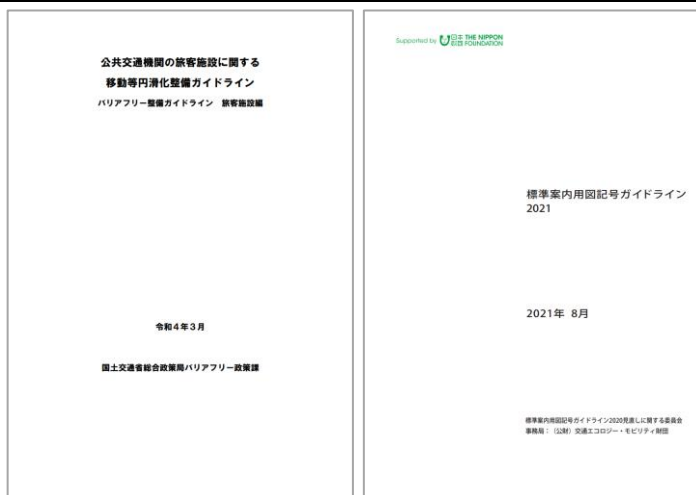 公共交通機関の旅客施設に関する
移動等円滑化整備ガイドライン
バリアフリー整備ガイドライン 旅客施設編
令和4年3月
国土交通省総合政策局バリアフリー政策課
Supported by 日本財団 THE NIPPON FOUNDATION
標準案内用図記号ガイドライン
2021
2021年 8月
標準案内用図記号ガイドライン2020見直しに関する委員会
事務局：（公財）交通エコロジー・モビリティ財団